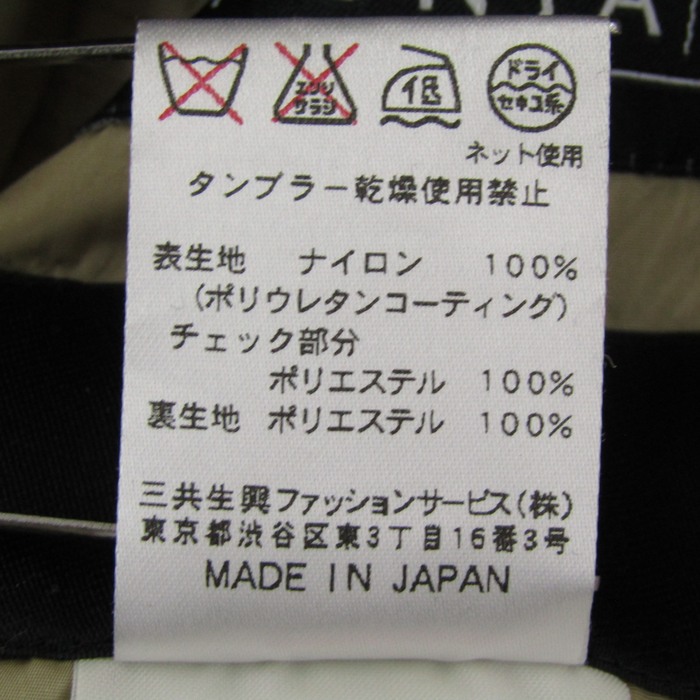 エンソ
サラシ
低
ドライ
セキユ系
ネット使用
タンブラー乾燥使用禁止
表生地 ナイロン 100%
(ポリウレタンコーティング)
チェック部分
ポリエステル 100%
裏生地 ポリエステル 100%
三共生興ファッションサービス(株)
東京都渋谷区東3丁目16番3号
MADE IN JAPAN